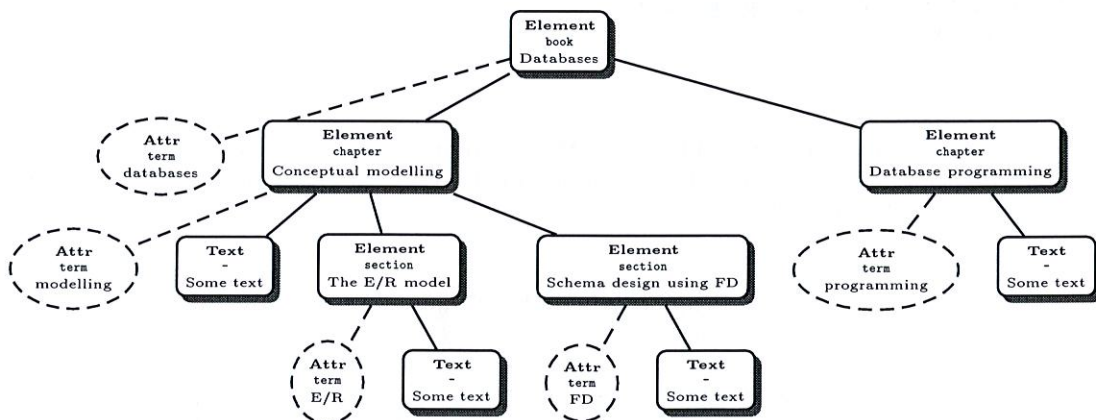 Element
book
Databases
Attr
term
databases
Element
chapter
Conceptual modelling
Element
chapter
Database programming
Attr
term
modelling
Text
-
Some text
Element
section
The E/R model
Element
section
Schema design using FD
Attr
term
programming
Text
-
Some text
Attr
term
E/R
Text
-
Some text
Attr
term
FD
Text
-
Some text